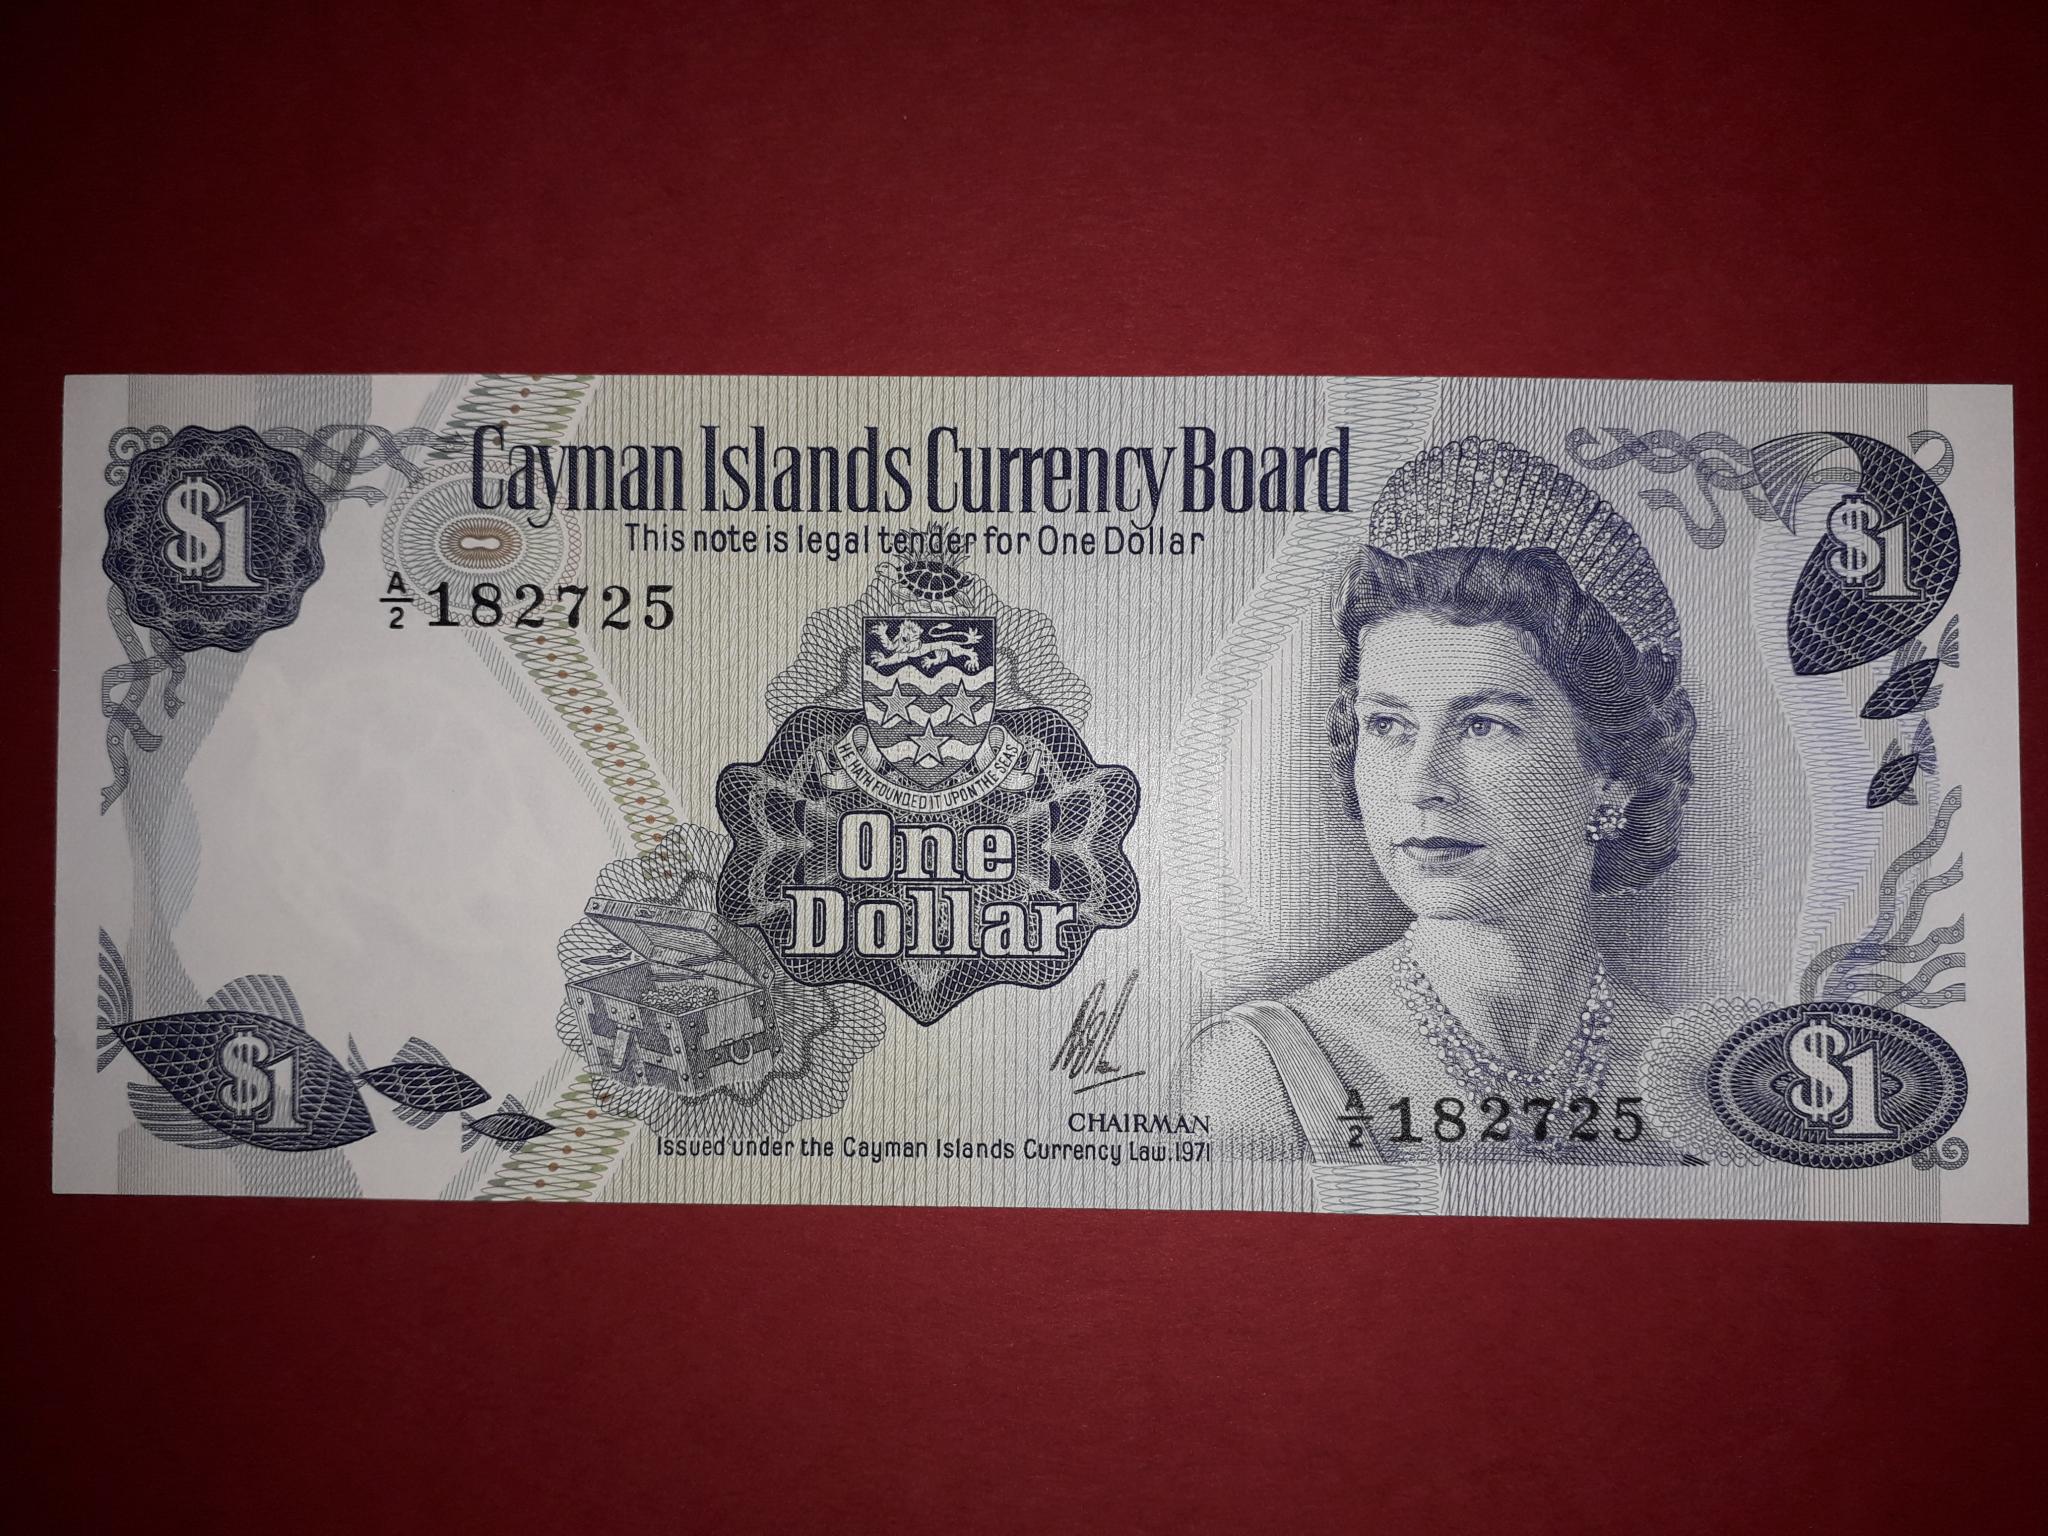 Cayman Islands Currency Board
This note is legal tender for One Dollar
$1
$1
A/2 182725
HE HATH FOUNDED IT UPON THE SEAS
One
Dollar
$1
$1
CHAIRMAN
A/2 182725
Issued under the Cayman Islands Currency Law.1971